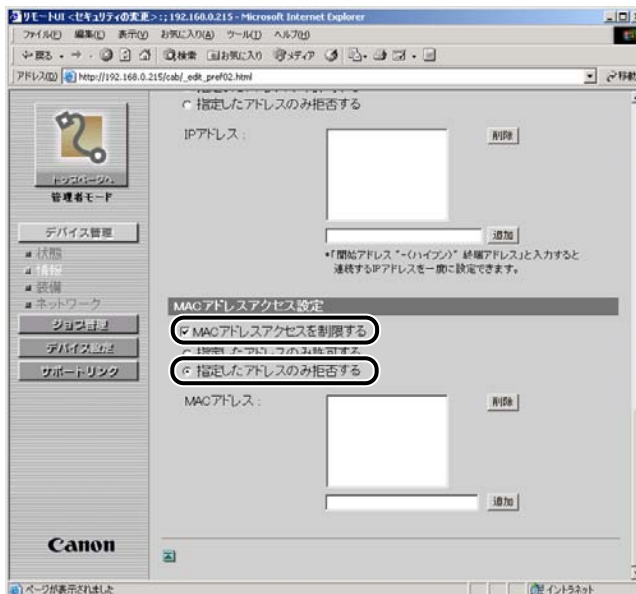 リモートUI <セキュリティの変更>:; 192.168.0.215 - Microsoft Internet Explorer
ファイル(F) 編集(E) 表示(V) お気に入り(A) ツール(T) ヘルプ(H)
戻る 検索 お気に入り メディア
アドレス(D) http://192.168.0.215/cab/_edit_pref02.html 移動
指定したアドレスのみ拒否する
IPアドレス :
削除
追加
*「開始アドレス "-(ハイフン)" 終端アドレス」と入力すると
連続するIPアドレスを一度に設定できます。
トップページへ
管理者モード
デバイス管理
状態
情報
装備
ネットワーク
ジョブ管理
サポートリンク
MACアドレスアクセス設定
MACアドレスアクセスを制限する
指定したアドレスのみ許可する
指定したアドレスのみ拒否する
MACアドレス :
削除
追加
Canon
ページが表示されました
イントラネット